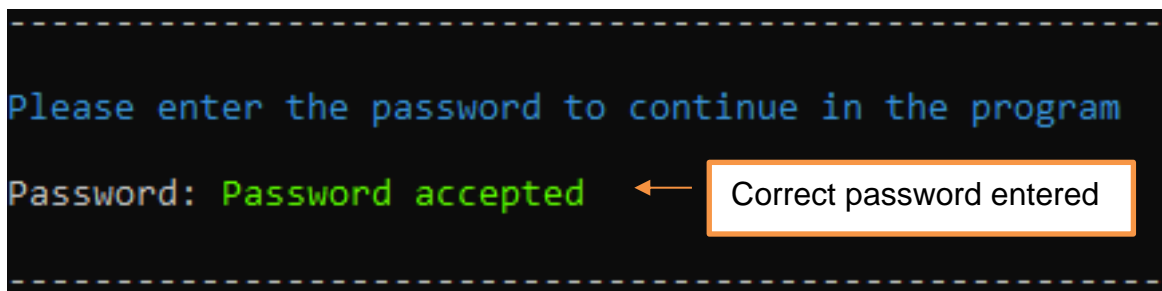 Please enter the password to continue in the program
Password: Password accepted
Correct password entered